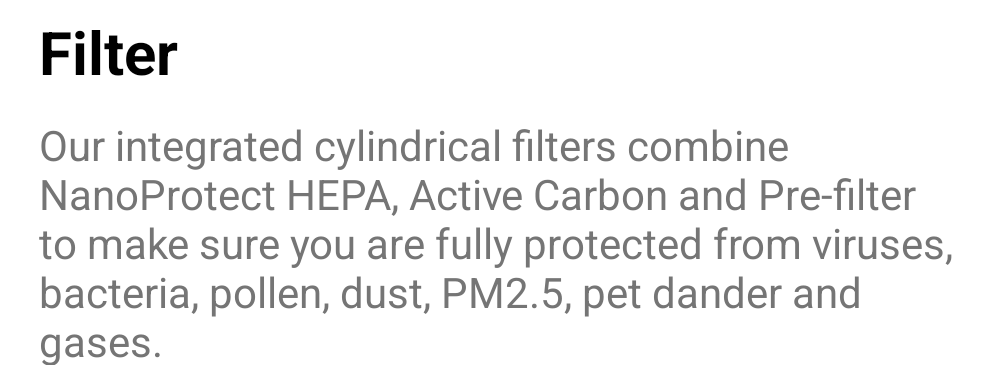 Filter
Our integrated cylindrical filters combine
NanoProtect HEPA, Active Carbon and Pre-filter
to make sure you are fully protected from viruses,
bacteria, pollen, dust, PM2.5, pet dander and
gases.